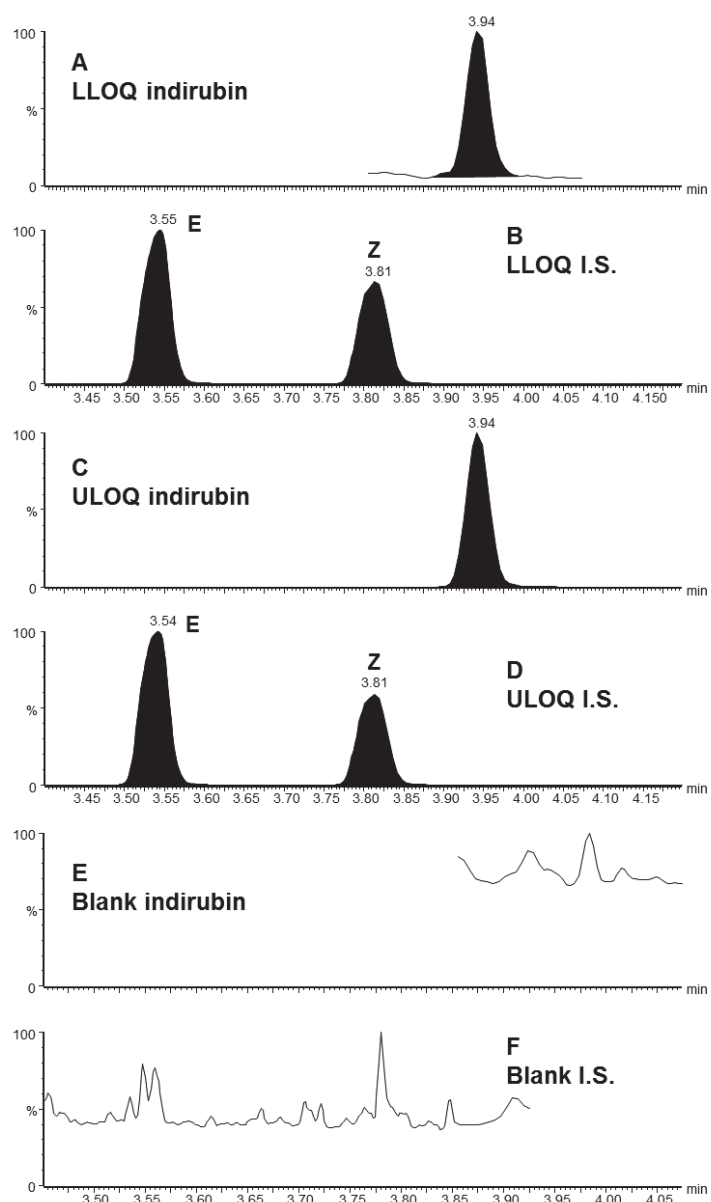 100
3.94
A
LLOQ indirubin
%
0
min
100
3.55 E
Z
3.81
B
LLOQ I.S.
%
0
min
3.45 3.50 3.55 3.60 3.65 3.70 3.75 3.80 3.85 3.90 3.95 4.00 4.05 4.150
100
3.94
C
ULOQ indirubin
%
0
min
100
3.54 E
Z
3.81
D
ULOQ I.S.
%
0
min
3.45 3.50 3.55 3.60 3.65 3.70 3.75 3.80 3.85 3.90 3.95 4.00 4.05 4.10 4.15
100
E
Blank indirubin
%
0
min
100
F
Blank I.S.
%
0
min
3.50 3.55 3.60 3.65 3.70 3.75 3.80 3.85 3.90 3.95 4.00 4.05